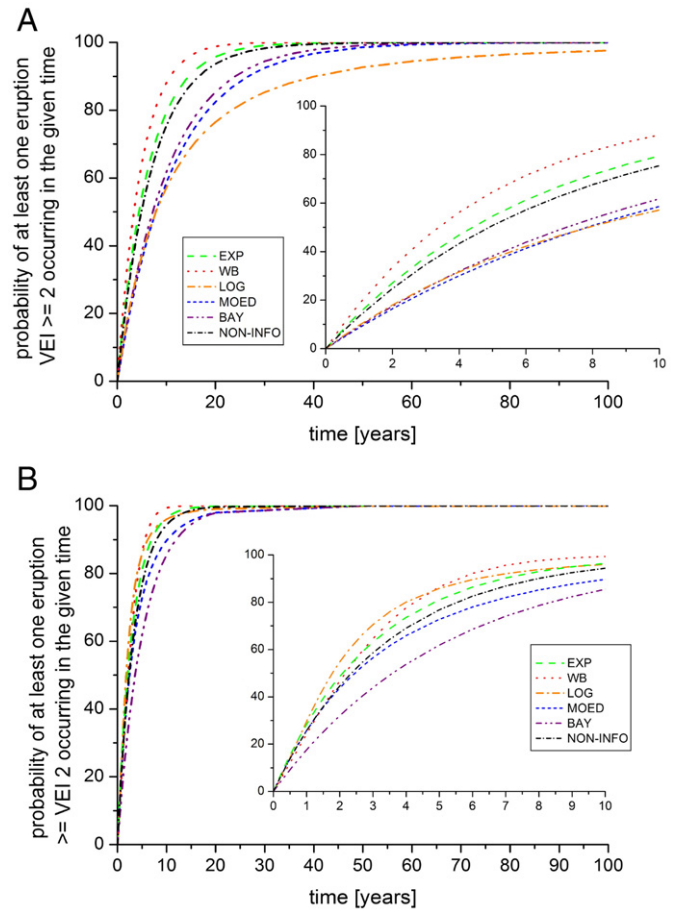 A
probability of at least one eruption
VEI >= 2 occurring in the given time
100
80
60
40
20
0
0 20 40 60 80 100
time [years]
EXP
WB
LOG
MOED
BAY
NON-INFO
100
80
60
40
20
0
0 2 4 6 8 10
B
probability of at least one eruption
>= VEI 2 occurring in the given time
100
80
60
40
20
0
0 10 20 30 40 50 60 70 80 90 100
time [years]
100
80
60
40
20
0
0 1 2 3 4 5 6 7 8 9 10
EXP
WB
LOG
MOED
BAY
NON-INFO